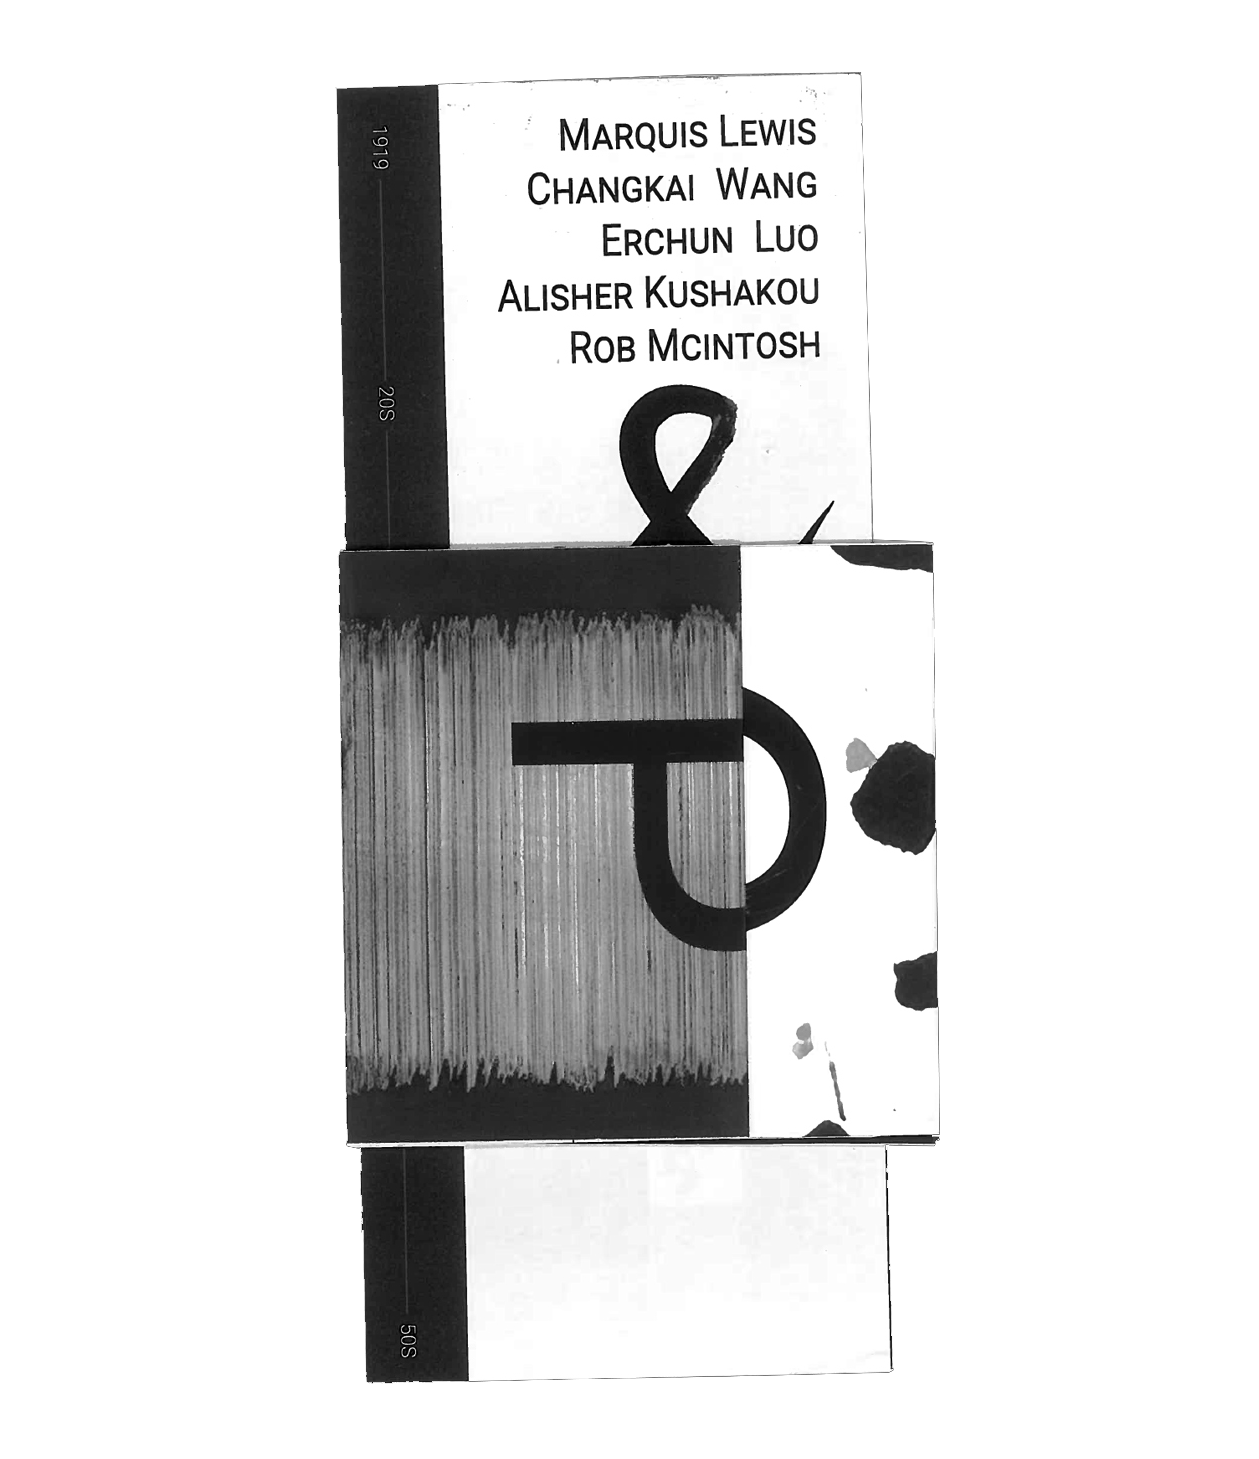 MARQUIS LEWIS
CHANGKAI WANG
ERCHUN LUO
ALISHER KUSHAKOU
ROB MCINTOSH
&
1919
20S
50S